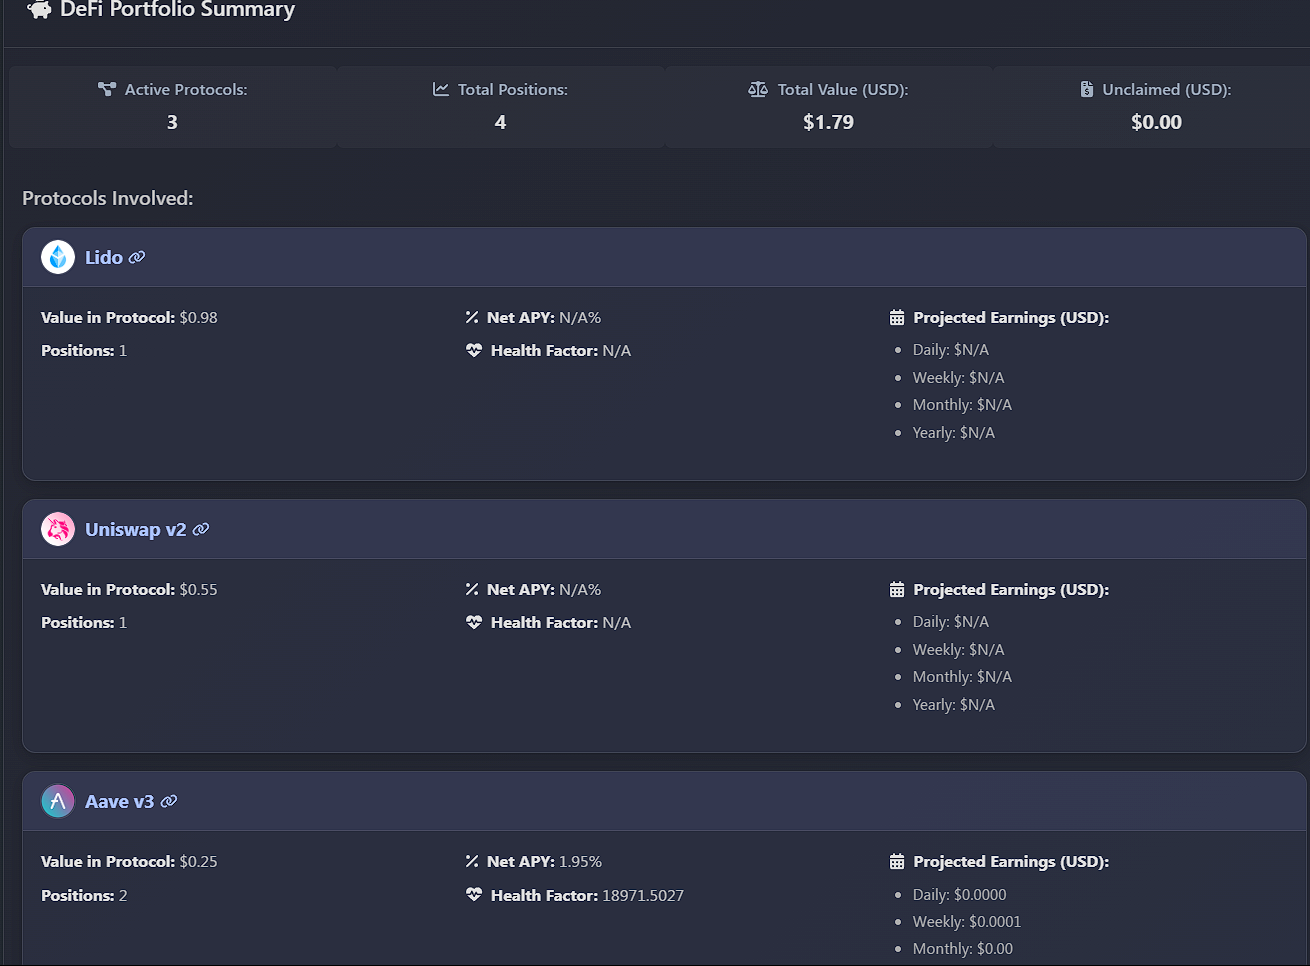 DeFi Portfolio Summary
Active Protocols:
3
Total Positions:
4
Total Value (USD):
$1.79
Unclaimed (USD):
$0.00
Protocols Involved:
Lido
Value in Protocol: $0.98
Positions: 1
Net APY: N/A%
Health Factor: N/A
Projected Earnings (USD):
Daily: $N/A
Weekly: $N/A
Monthly: $N/A
Yearly: $N/A
Uniswap v2
Value in Protocol: $0.55
Positions: 1
Net APY: N/A%
Health Factor: N/A
Projected Earnings (USD):
Daily: $N/A
Weekly: $N/A
Monthly: $N/A
Yearly: $N/A
Aave v3
Value in Protocol: $0.25
Positions: 2
Net APY: 1.95%
Health Factor: 18971.5027
Projected Earnings (USD):
Daily: $0.0000
Weekly: $0.0001
Monthly: $0.00